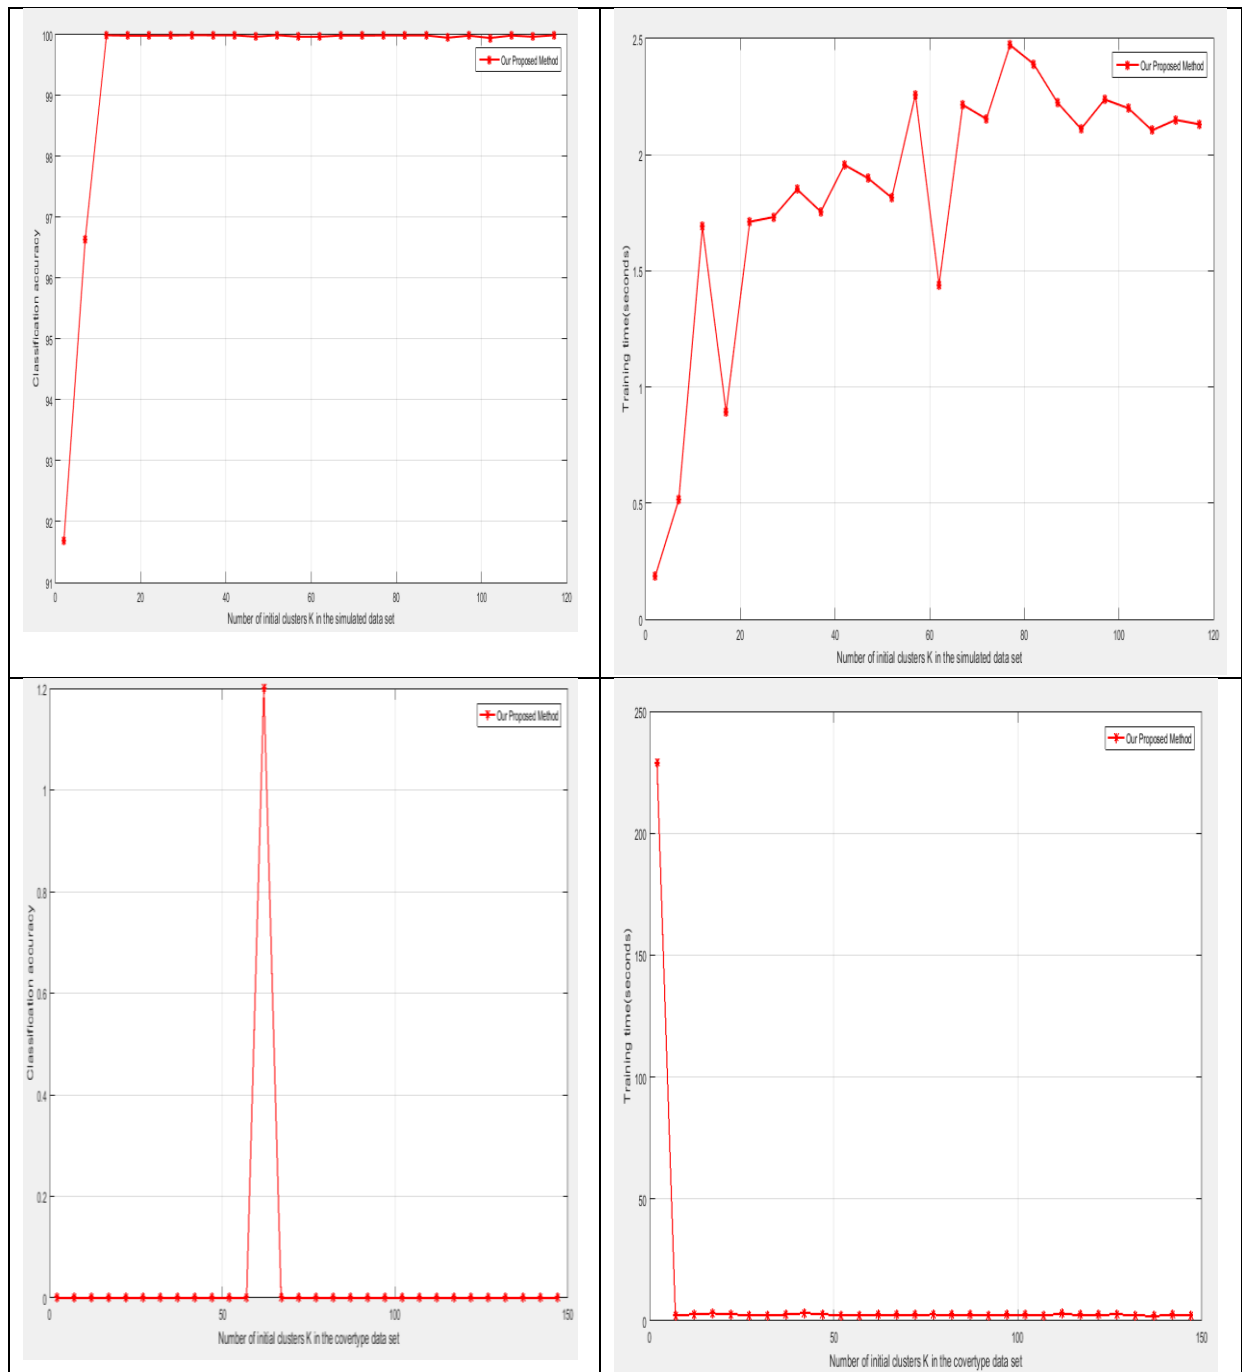 100
99
98
97
96
95
94
93
92
91
Classification accuracy
Our Proposed Method
0 20 40 60 80 100 120
Number of initial clusters K in the simulated data set
2.5
2
1.5
1
0.5
0
Training time(seconds)
Our Proposed Method
0 20 40 60 80 100 120
Number of initial clusters K in the simulated data set
1.2
1
0.8
0.6
0.4
0.2
0
Classification accuracy
Our Proposed Method
0 50 100 150
Number of initial clusters K in the covertype data set
250
200
150
100
50
0
Training time(seconds)
Our Proposed Method
0 50 100 150
Number of initial clusters K in the covertype data set